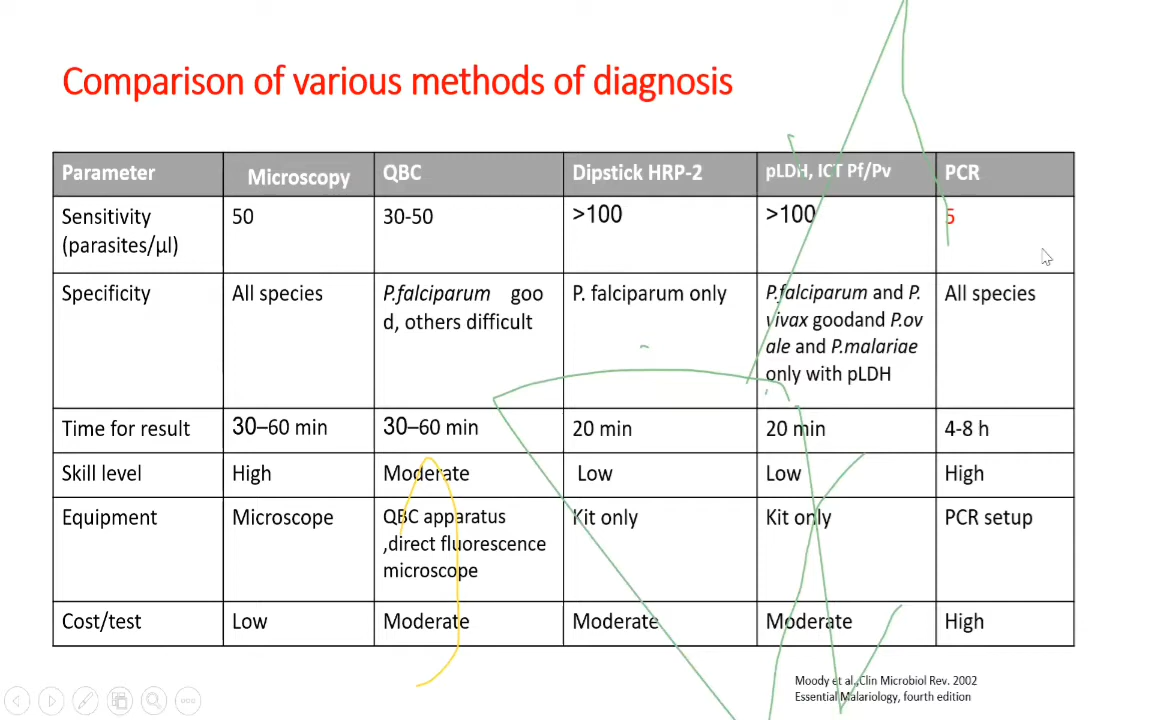 Comparison of various methods of diagnosis
Parameter
Microscopy
QBC
Dipstick HRP-2
pLDH, ICT Pf/Pv
PCR
Sensitivity
(parasites/µl)
50
30-50
>100
>100
5
Specificity
All species
P.falciparum goo
d, others difficult
P. falciparum only
P.falciparum and P.
vivax goodand P.ov
ale and P.malariae
only with pLDH
All species
Time for result
30–60 min
30–60 min
20 min
20 min
4-8 h
Skill level
High
Moderate
Low
Low
High
Equipment
Microscope
QBC apparatus
,direct fluorescence
microscope
Kit only
Kit only
PCR setup
Cost/test
Low
Moderate
Moderate
Moderate
High
Moody et al.,Clin Microbiol Rev. 2002
Essential Malariology, fourth edition